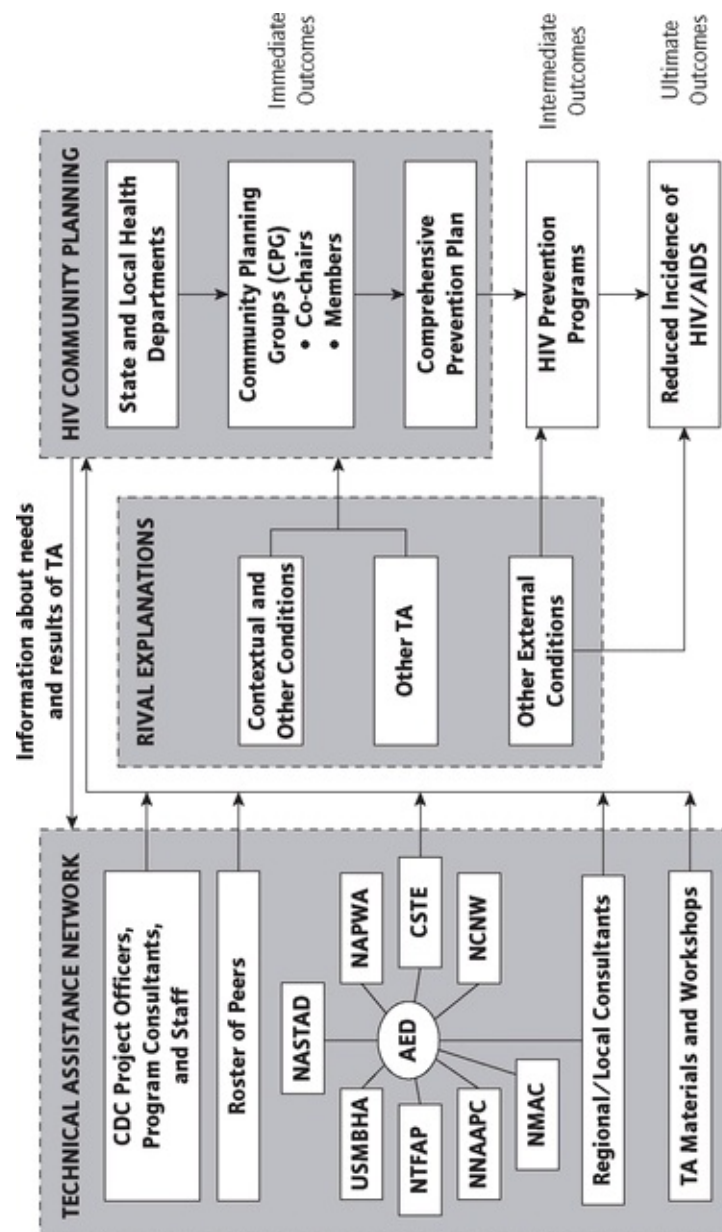 TECHNICAL ASSISTANCE NETWORK
CDC Project Officers,
Program Consultants,
and Staff
Roster of Peers
NASTAD
USMBHA
NAPWA
NTFAP
AED
CSTE
NNAAPC
NCNW
NMAC
Regional/Local Consultants
TA Materials and Workshops
Information about needs
and results of TA
RIVAL EXPLANATIONS
Contextual and
Other Conditions
Other TA
Other External
Conditions
HIV COMMUNITY PLANNING
State and Local Health
Departments
Community Planning
Groups (CPG)
• Co-chairs
• Members
Comprehensive
Prevention Plan
HIV Prevention
Programs
Reduced Incidence of
HIV/AIDS
Immediate
Outcomes
Intermediate
Outcomes
Ultimate
Outcomes